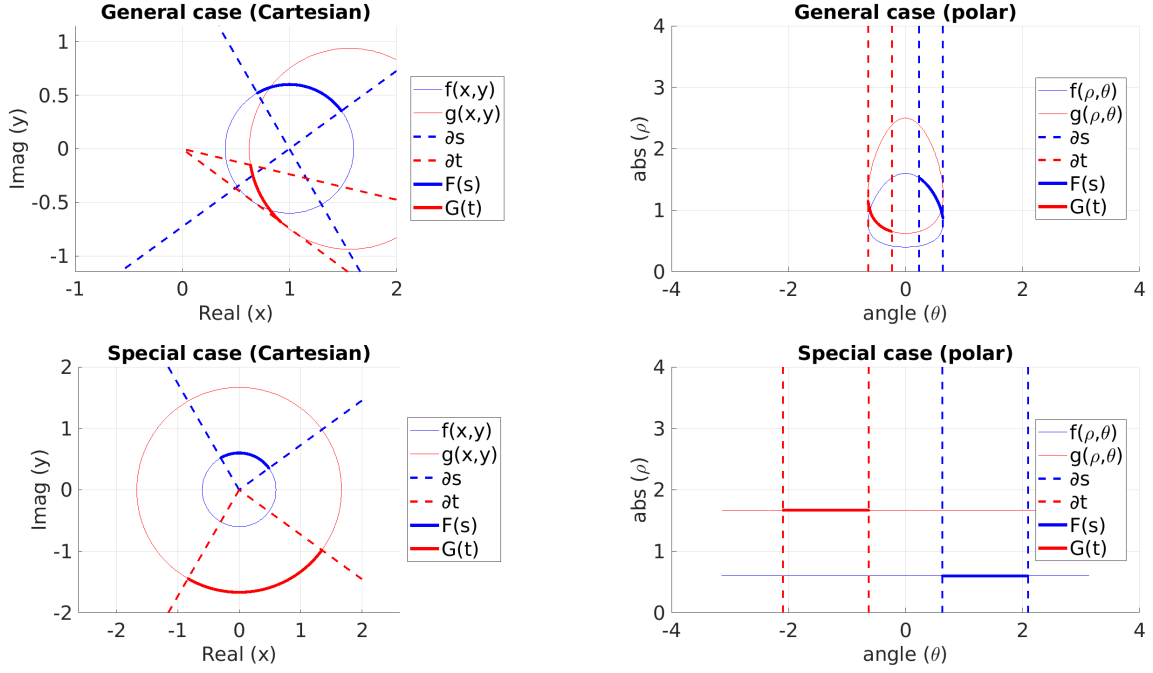 General case (Cartesian)
Imag (y)
1
0.5
0
-0.5
-1
-1
0
1
2
Real (x)
f(x,y)
g(x,y)
∂s
∂t
F(s)
G(t)
General case (polar)
abs (ρ)
4
3
2
1
0
-4
-2
0
2
4
angle (θ)
f(ρ,θ)
g(ρ,θ)
∂s
∂t
F(s)
G(t)
Special case (Cartesian)
Imag (y)
2
1
0
-1
-2
-2
-1
0
1
2
Real (x)
f(x,y)
g(x,y)
∂s
∂t
F(s)
G(t)
Special case (polar)
abs (ρ)
4
3
2
1
0
-4
-2
0
2
4
angle (θ)
f(ρ,θ)
g(ρ,θ)
∂s
∂t
F(s)
G(t)